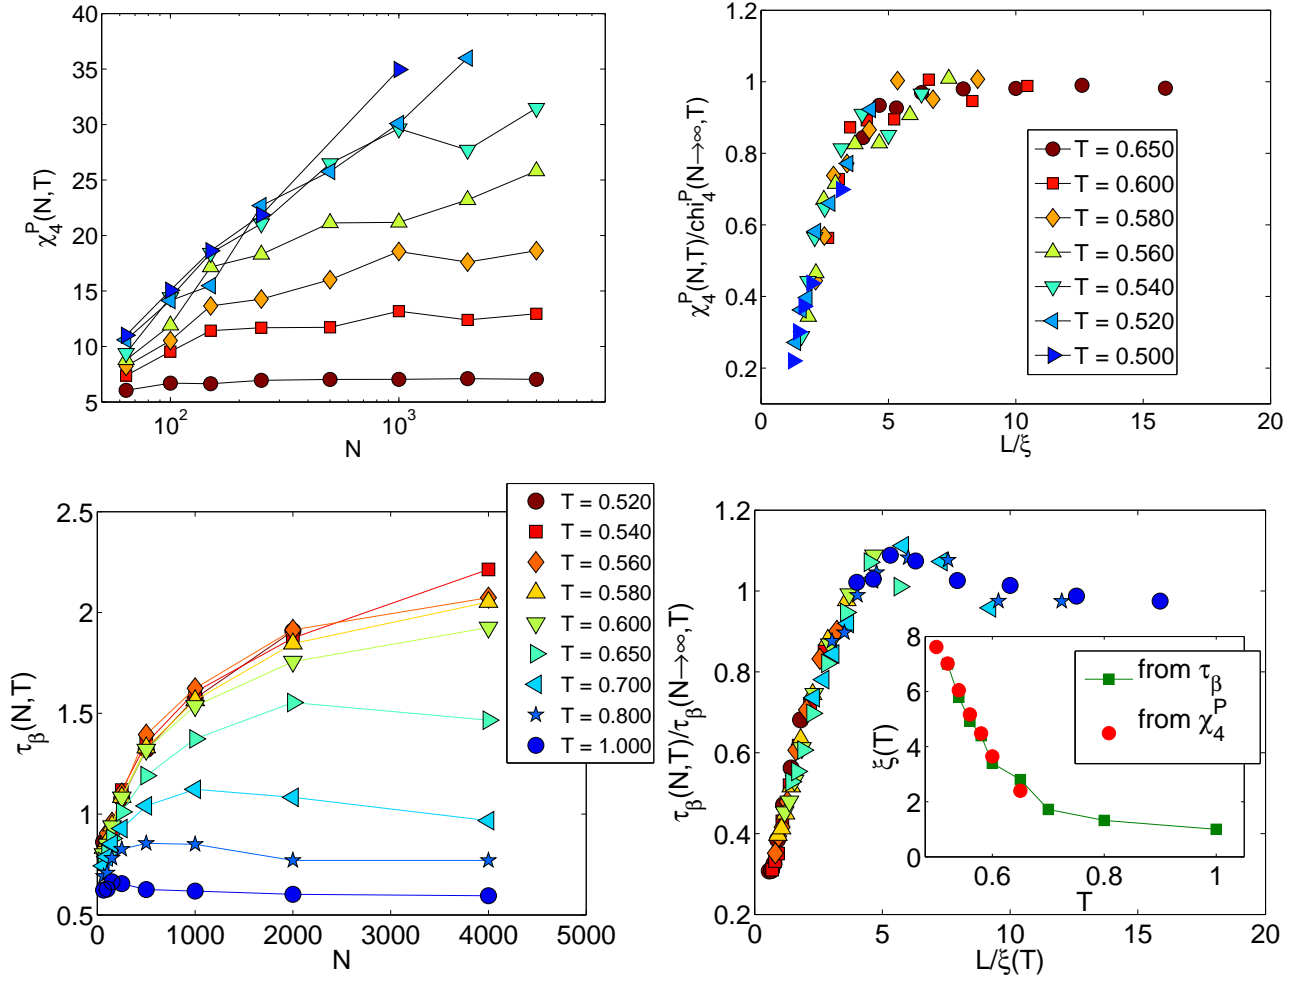 40
35
30
25
20
15
10
5
10²
10³
N
χ₄ᴾ(N,T)
1.2
1
0.8
0.6
0.4
0.2
0
5
10
15
20
L/ξ
χ₄ᴾ(N,T)/chi₄ᴾ(N→∞,T)
T = 0.650
T = 0.600
T = 0.580
T = 0.560
T = 0.540
T = 0.520
T = 0.500
2.5
2
1.5
1
0.5
0
1000
2000
3000
4000
5000
N
τᵦ(N,T)
T = 0.520
T = 0.540
T = 0.560
T = 0.580
T = 0.600
T = 0.650
T = 0.700
T = 0.800
T = 1.000
1.2
1
0.8
0.6
0.4
0.2
0
5
10
15
20
L/ξ(T)
τᵦ(N,T)/τᵦ(N→∞,T)
8
6
4
2
0
0.6
0.8
1
T
ξ(T)
from τᵦ
from χ₄ᴾ